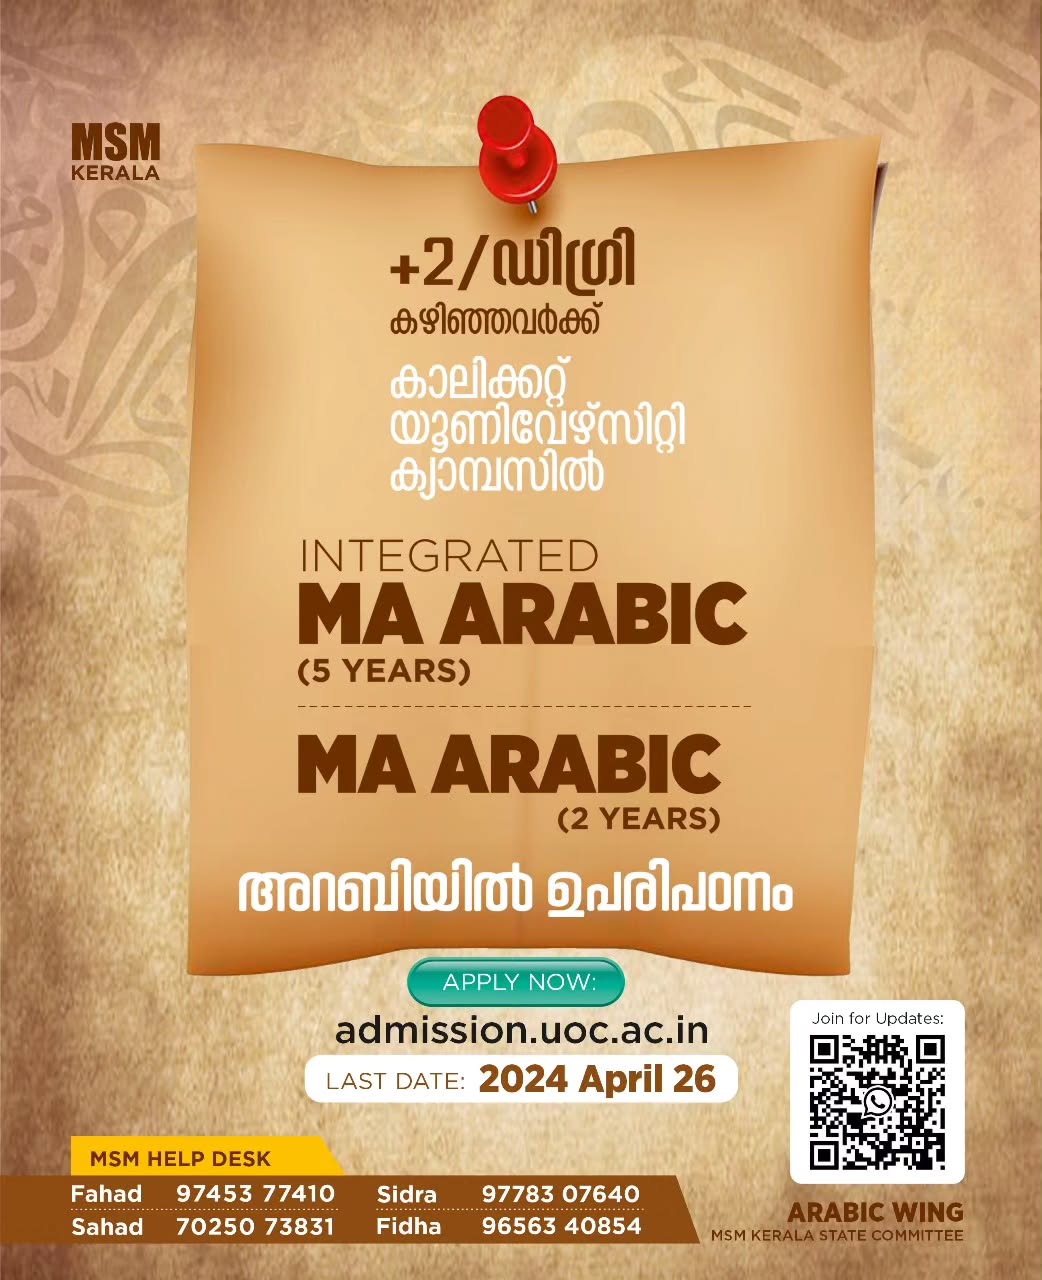 MSM
KERALA
+2/ഡിഗ്രി
കഴിഞ്ഞവർക്ക്
കാലിക്കറ്റ്
യൂണിവേഴ്സിറ്റി
ക്യാമ്പസിൽ
INTEGRATED
MA ARABIC
(5 YEARS)
MA ARABIC
(2 YEARS)
അറബിയിൽ ഉപരിപഠനം
APPLY NOW:
admission.uoc.ac.in
LAST DATE: 2024 April 26
Join for Updates:
MSM HELP DESK
Fahad 97453 77410 Sidra 97783 07640
Sahad 70250 73831 Fidha 96563 40854
ARABIC WING
MSM KERALA STATE COMMITTEE